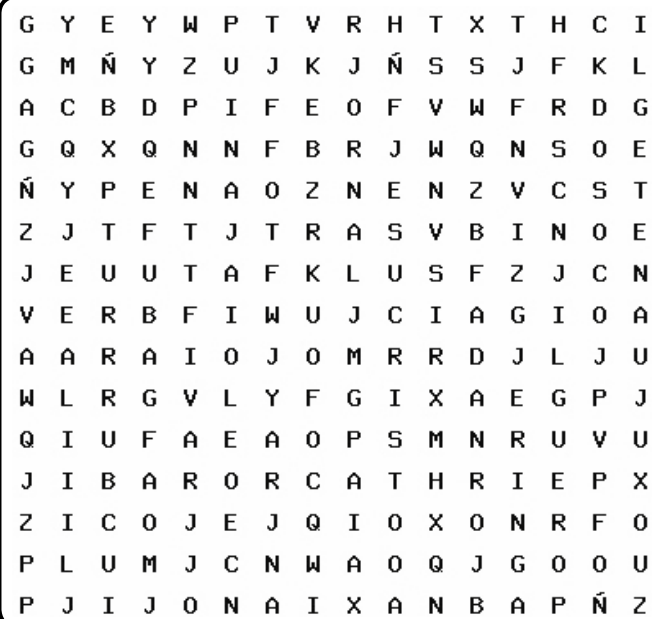 G Y E Y W P T V R H T X T H C I
G M Ñ Y Z U J K J Ñ S S J F K L
A C B D P I F E O F V W F R D G
G Q X Q N N F B R J W Q N S O E
Ñ Y P E N A O Z N E N Z V C S T
Z J T F T J T R A S V B I N O E
J E U U T A F K L U S F Z J C N
V E R B F I W U J C I A G I O A
A A R A I O J O M R R D J L J U
W L R G V L Y F G I X A E G P J
Q I U F A E A O P S M N R U V U
J I B A R O R C A T H R I E P X
Z I C O J E J Q I O X O N R F O
P L U M J C N W A O Q J G O O U
P J I J O N A I X A N B A P Ñ Z